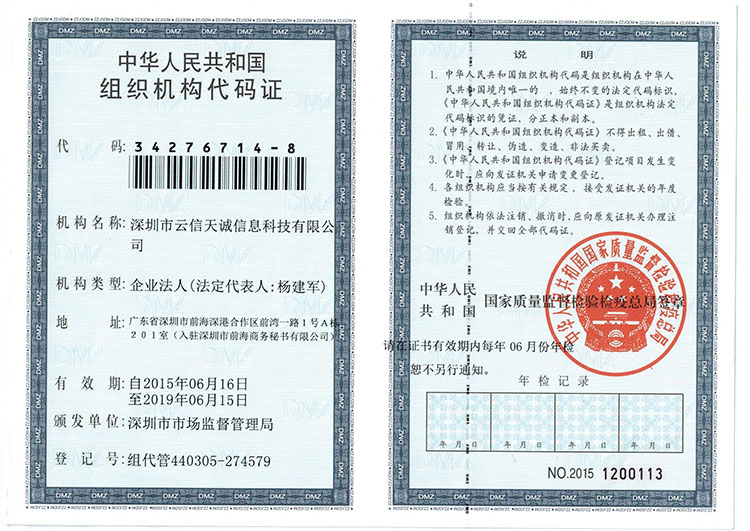 中华人民共和国
组织机构代码证
代 码:34276714-8
机构名称:深圳市云信天诚信息科技有限公
司
机构类型:企业法人(法定代表人:杨建军)
地 址:广东省深圳市前海深港合作区前湾一路1号A栋
201室(入驻深圳市前海商务秘书有限公司)
有 效 期:自2015年06月16日
至2019年06月15日
颁发单位:深圳市市场监督管理局
登 记 号:组代管440305-274579
说 明
1. 中华人民共和国组织机构代码是组织机构在中华人
民共和国境内唯一的、始终不变的法定代码标识,
《中华人民共和国组织机构代码证》是组织机构法定
代码标识的凭证,分正本和副本。
2.《中华人民共和国组织机构代码证》不得出租、出借、
冒用、转让、伪造、变造、非法买卖。
3.《中华人民共和国组织机构代码证》登记项目发生变
化时,应向发证机关申请变更登记。
4. 各组织机构应当按有关规定,接受发证机关的年度
检验。
5. 组织机构依法注销、撤消时,应向原发证机关办理注
销登记,并交回全部代码证。
中华人民
共和国 国家质量监督检验检疫总局签章
中华人民共和国国家质量监督检验检疫总局
请在证书有效期内每年06月份年检
恕不另行通知。
年检记录
年 月 日 年 月 日 年 月 日 年 月 日
NO.2015 1200113